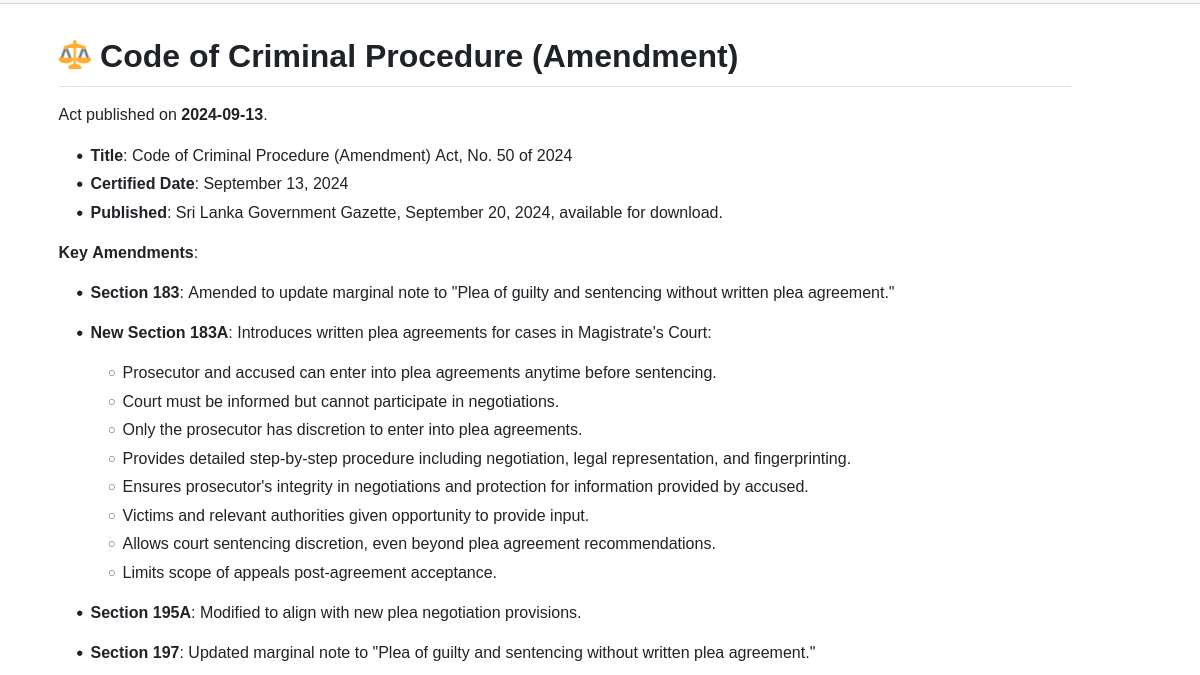 ⚖️ Code of Criminal Procedure (Amendment)
Act published on 2024-09-13.
• Title: Code of Criminal Procedure (Amendment) Act, No. 50 of 2024
• Certified Date: September 13, 2024
• Published: Sri Lanka Government Gazette, September 20, 2024, available for download.
Key Amendments:
• Section 183: Amended to update marginal note to "Plea of guilty and sentencing without written plea agreement."
• New Section 183A: Introduces written plea agreements for cases in Magistrate's Court:
○ Prosecutor and accused can enter into plea agreements anytime before sentencing.
○ Court must be informed but cannot participate in negotiations.
○ Only the prosecutor has discretion to enter into plea agreements.
○ Provides detailed step-by-step procedure including negotiation, legal representation, and fingerprinting.
○ Ensures prosecutor's integrity in negotiations and protection for information provided by accused.
○ Victims and relevant authorities given opportunity to provide input.
○ Allows court sentencing discretion, even beyond plea agreement recommendations.
○ Limits scope of appeals post-agreement acceptance.
• Section 195A: Modified to align with new plea negotiation provisions.
• Section 197: Updated marginal note to "Plea of guilty and sentencing without written plea agreement."